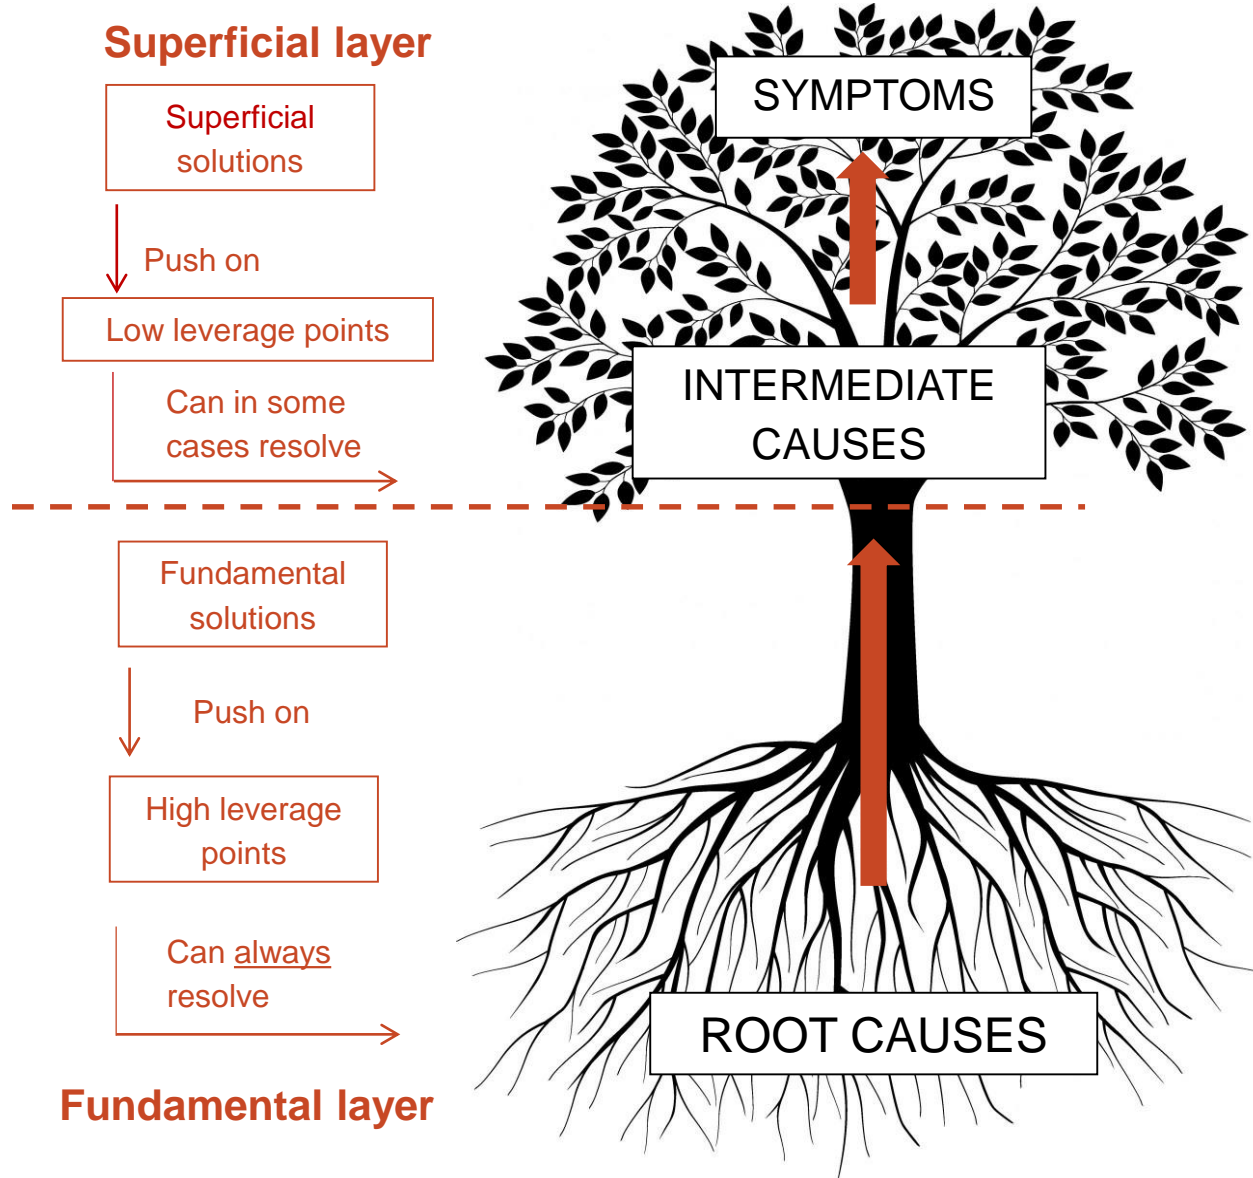 Superficial layer
Superficial
solutions
Push on
Low leverage points
Can in some
cases resolve
SYMPTOMS
INTERMEDIATE
CAUSES
Fundamental
solutions
Push on
High leverage
points
Can always
resolve
Fundamental layer
ROOT CAUSES